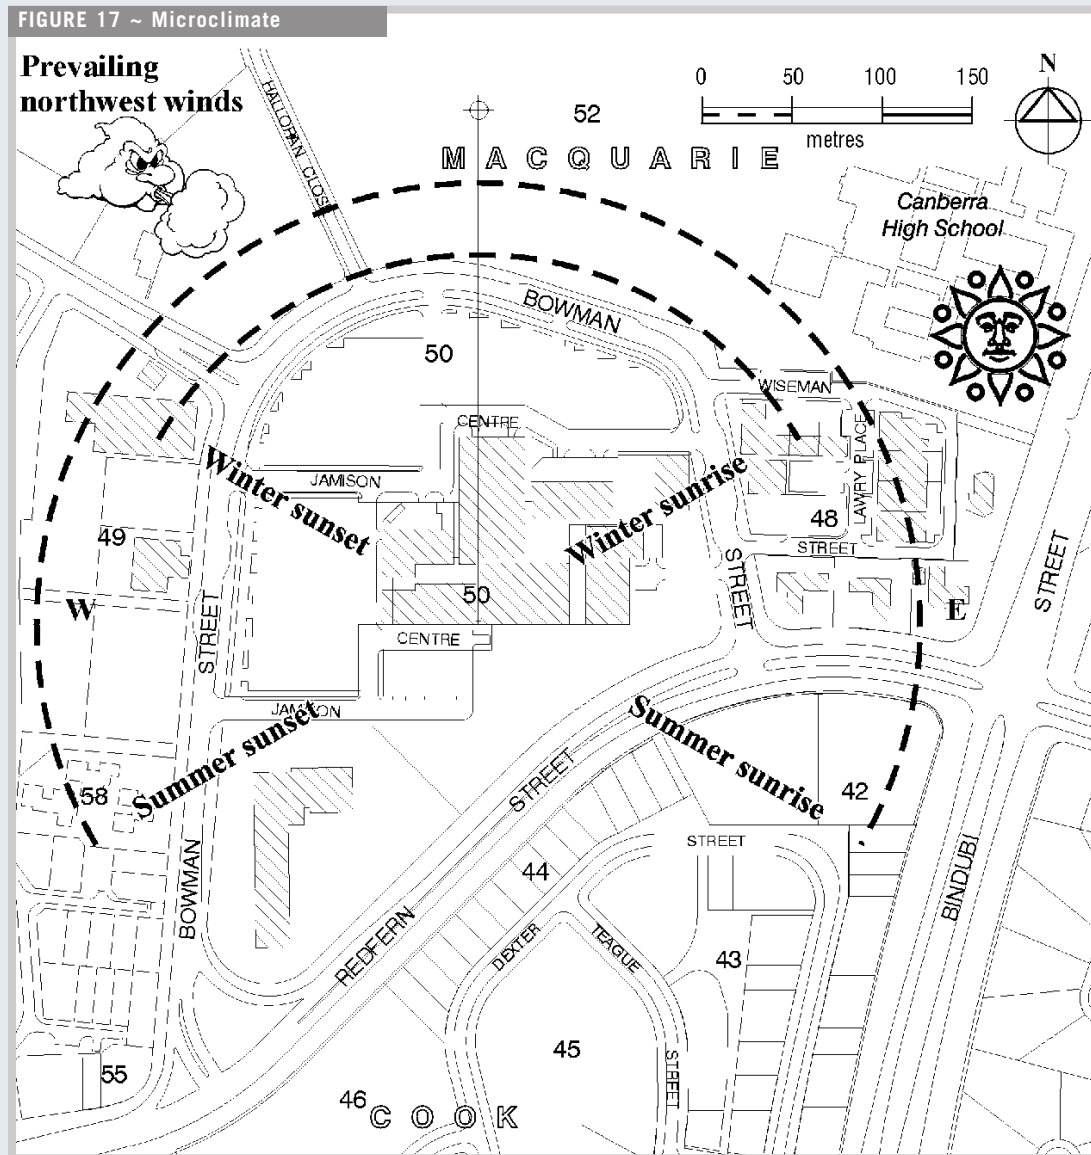 FIGURE 17 ~ Microclimate
Prevailing
northwest winds
HALLORAN CLOSE
52
MACQUARIE
0 50 100 150
metres
N
Canberra
High School
BOWMAN
50
WISEMAN
CENTRE
LAWRY PLACE
Winter sunset
JAMISON
Winter sunrise
48
STREET
49
STREET
STREET
STREET
50
W
E
CENTRE
JAMISON
Summer sunset
Summer sunrise
58
STREET
42
STREET
BOWMAN
44
BINDUBI
REDFERN
DEXTER
TEAGUE
43
45
STREET
55
46
COOK